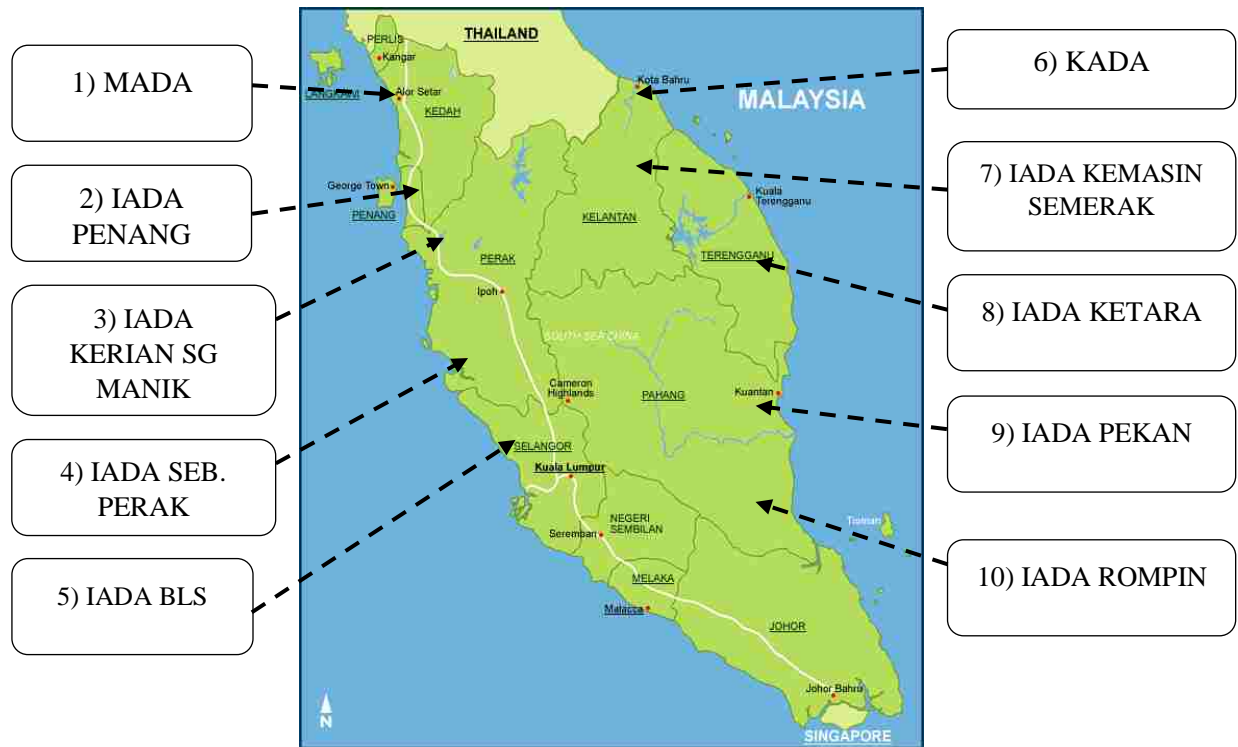 1) MADA
2) IADA
PENANG
3) IADA
KERIAN SG
MANIK
4) IADA SEB.
PERAK
5) IADA BLS
THAILAND
PERLIS
Kangar
LANGKAWI
Alor Setar
KEDAH
Kota Bahru
MALAYSIA
George Town
PENANG
Kuala
Terengganu
KELANTAN
PERAK
TERENGGANU
Ipoh
SOUTH SEA CHINA
Cameron
Highlands
PAHANG
Kuantan
SELANGOR
Kuala Lumpur
NEGERI
SEMBILAN
Seremban
Tioman
MELAKA
Malacca
JOHOR
Johor Bahru
N
SINGAPORE
6) KADA
7) IADA KEMASIN
SEMERAK
8) IADA KETARA
9) IADA PEKAN
10) IADA ROMPIN